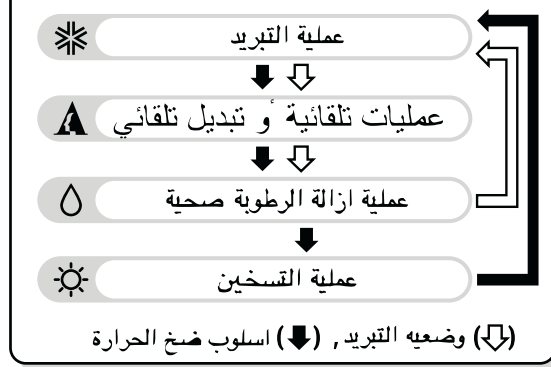 عملية التبريد
عمليات تلقائية أو تبديل تلقائي
عملية ازالة الرطوبة صحية
عملية التسخين
(⇩) وضعيه التبريد , (⬇) اسلوب ضخ الحرارة